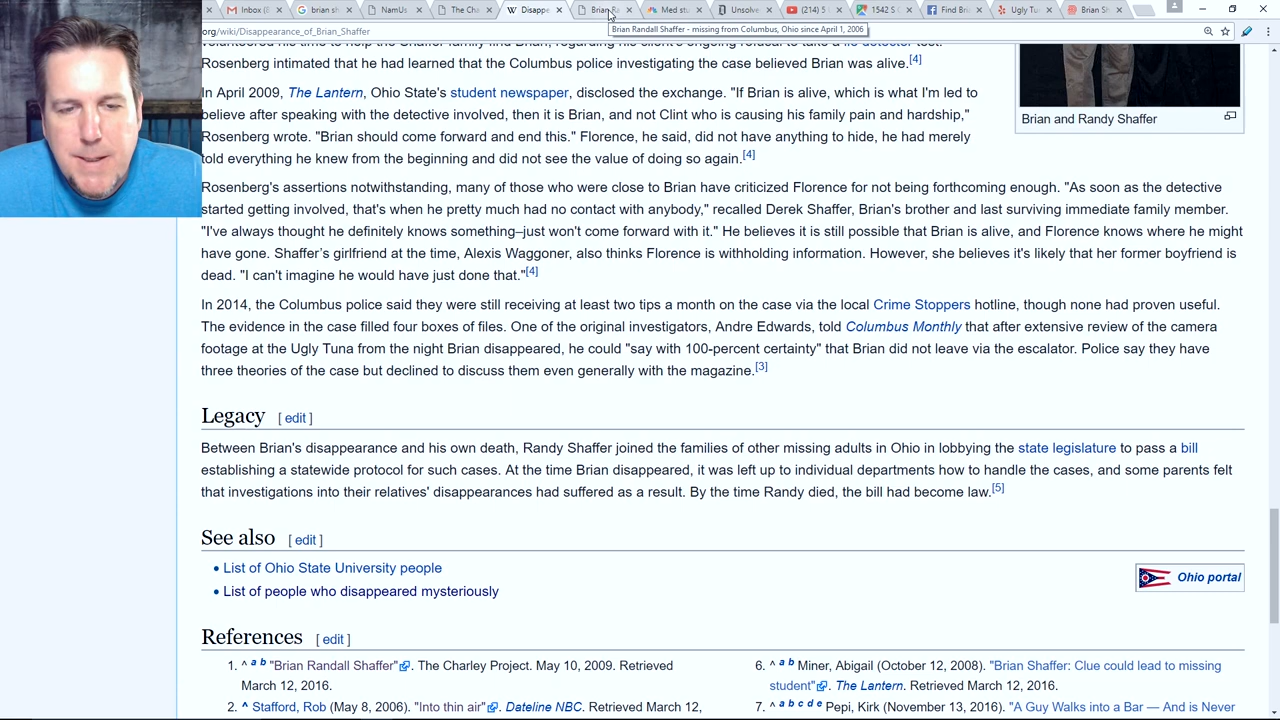 Inbox (
brian sh
NamUs
The Cha
Disappe
Brian Ra
Med stu
Unsolve
(214) 5
1542 S
Find Bri
Ugly Tu
Brian Sh
org/wiki/Disappearance_of_Brian_Shaffer
Brian Randall Shaffer - missing from Columbus, Ohio since April 1, 2006
volunteered his time to help the Shaffer family find Brian, regarding his client's ongoing refusal to take a lie detector test.
Rosenberg intimated that he had learned that the Columbus police investigating the case believed Brian was alive.[4]
In April 2009, The Lantern, Ohio State's student newspaper, disclosed the exchange. "If Brian is alive, which is what I'm led to
believe after speaking with the detective involved, then it is Brian, and not Clint who is causing his family pain and hardship,"
Rosenberg wrote. "Brian should come forward and end this." Florence, he said, did not have anything to hide, he had merely
told everything he knew from the beginning and did not see the value of doing so again.[4]
Brian and Randy Shaffer
Rosenberg's assertions notwithstanding, many of those who were close to Brian have criticized Florence for not being forthcoming enough. "As soon as the detective
started getting involved, that's when he pretty much had no contact with anybody," recalled Derek Shaffer, Brian's brother and last surviving immediate family member.
"I've always thought he definitely knows something–just won't come forward with it." He believes it is still possible that Brian is alive, and Florence knows where he might
have gone. Shaffer's girlfriend at the time, Alexis Waggoner, also thinks Florence is withholding information. However, she believes it's likely that her former boyfriend is
dead. "I can't imagine he would have just done that."[4]
In 2014, the Columbus police said they were still receiving at least two tips a month on the case via the local Crime Stoppers hotline, though none had proven useful.
The evidence in the case filled four boxes of files. One of the original investigators, Andre Edwards, told Columbus Monthly that after extensive review of the camera
footage at the Ugly Tuna from the night Brian disappeared, he could "say with 100-percent certainty" that Brian did not leave via the escalator. Police say they have
three theories of the case but declined to discuss them even generally with the magazine.[3]
Legacy [ edit ]
Between Brian's disappearance and his own death, Randy Shaffer joined the families of other missing adults in Ohio in lobbying the state legislature to pass a bill
establishing a statewide protocol for such cases. At the time Brian disappeared, it was left up to individual departments how to handle the cases, and some parents felt
that investigations into their relatives' disappearances had suffered as a result. By the time Randy died, the bill had become law.[5]
See also [ edit ]
List of Ohio State University people
List of people who disappeared mysteriously
Ohio portal
References [ edit ]
1. ^ a b "Brian Randall Shaffer". The Charley Project. May 10, 2009. Retrieved
March 12, 2016.
2. ^ Stafford, Rob (May 8, 2006). "Into thin air". Dateline NBC. Retrieved March 12,
6. ^ a b Miner, Abigail (October 12, 2008). "Brian Shaffer: Clue could lead to missing
student". The Lantern. Retrieved March 12, 2016.
7. ^ a b c d e Pepi, Kirk (November 13, 2016). "A Guy Walks into a Bar — And is Never